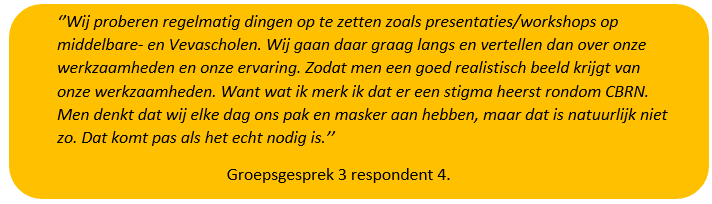 ‘’Wij proberen regelmatig dingen op te zetten zoals presentaties/workshops op
middelbare- en Vevascholen. Wij gaan daar graag langs en vertellen dan over onze
werkzaamheden en onze ervaring. Zodat men een goed realistisch beeld krijgt van
onze werkzaamheden. Want wat ik merk ik dat er een stigma heerst rondom CBRN.
Men denkt dat wij elke dag ons pak en masker aan hebben, maar dat is natuurlijk niet
zo. Dat komt pas als het echt nodig is.’’
Groepsgesprek 3 respondent 4.